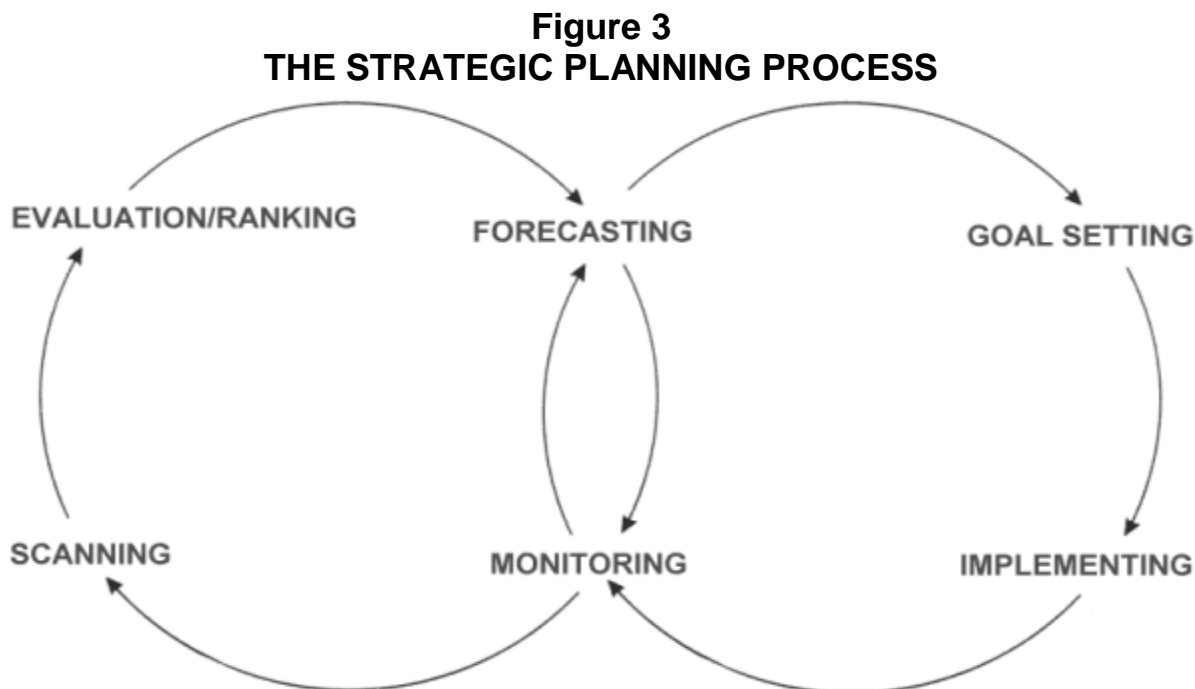 Figure 3
THE STRATEGIC PLANNING PROCESS
EVALUATION/RANKING
FORECASTING
GOAL SETTING
SCANNING
MONITORING
IMPLEMENTING